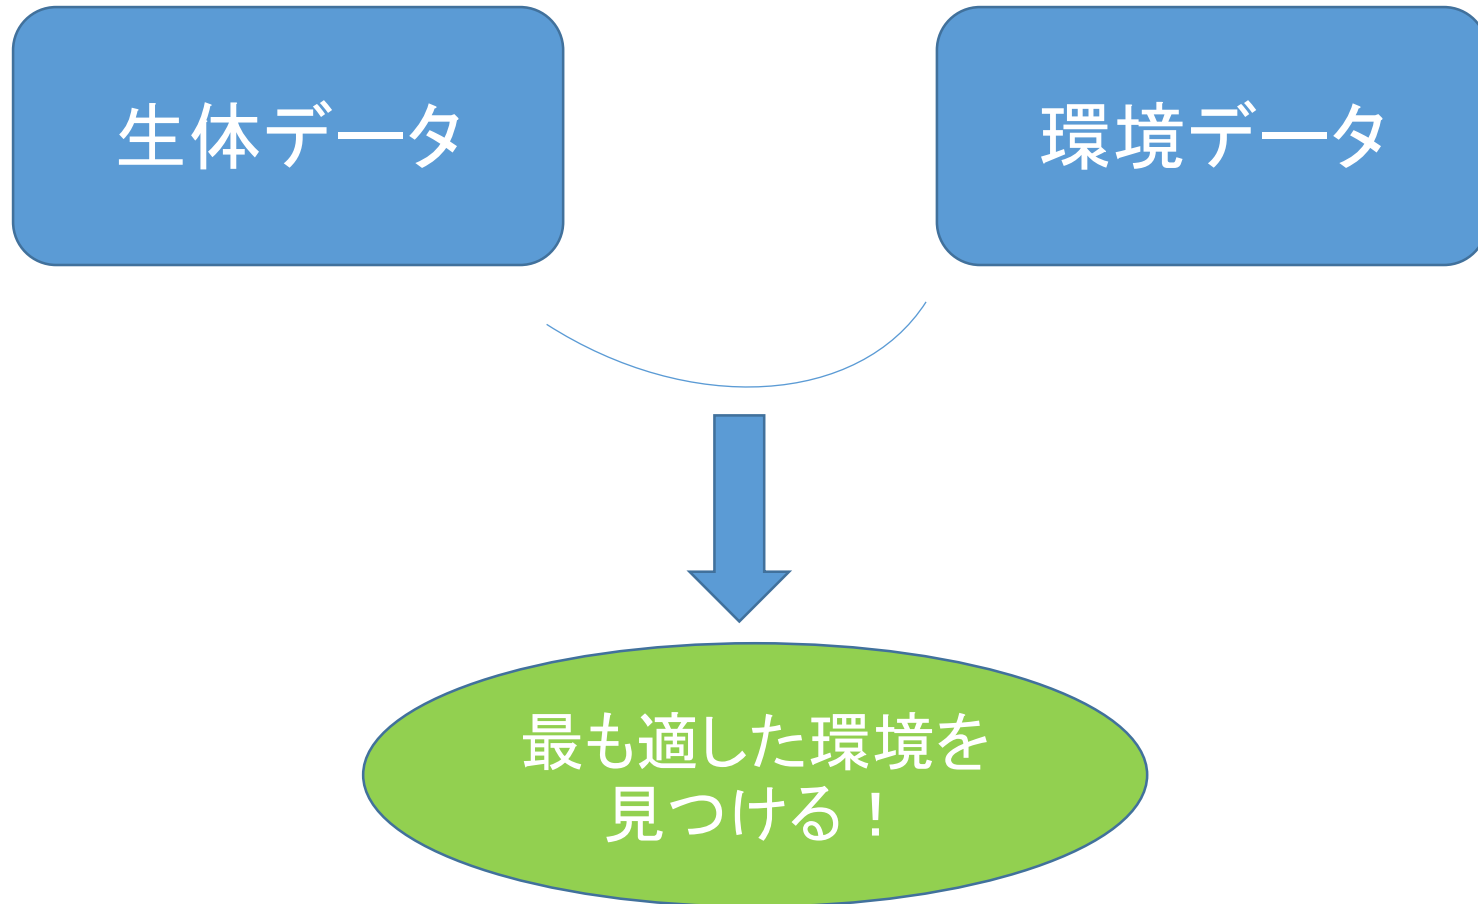 生体データ
環境データ
最も適した環境を
見つける！